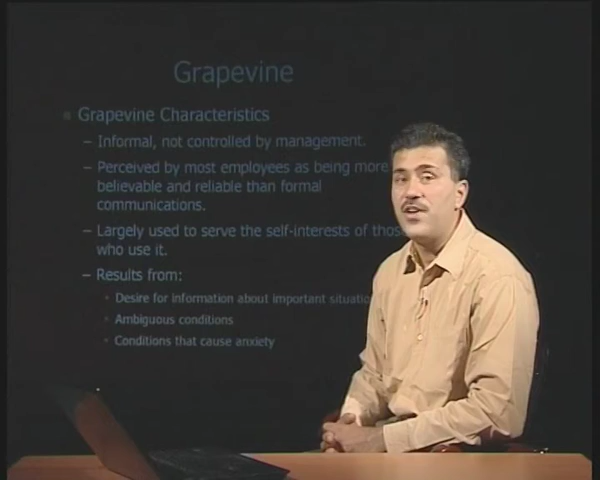 Grapevine
Grapevine Characteristics
– Informal, not controlled by management.
– Perceived by most employees as being more
believable and reliable than formal
communications.
– Largely used to serve the self-interests of thos
who use it.
– Results from:
• Desire for information about important situatio
• Ambiguous conditions
• Conditions that cause anxiety